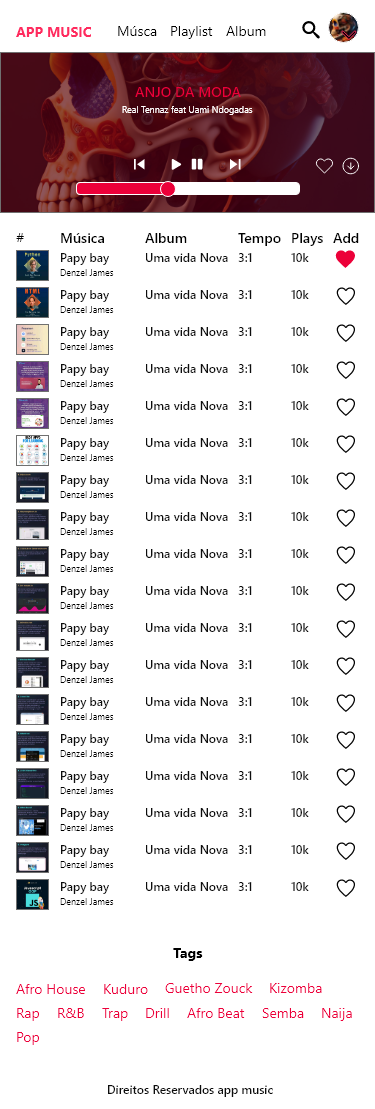 APP MUSIC Músca Playlist Album
ANJO DA MODA
Real Tennaz feat Uami Ndogadas
# Música Album Tempo Plays Add
Papy bay Uma vida Nova 3:1 10k
Denzel James
Papy bay Uma vida Nova 3:1 10k
Denzel James
Papy bay Uma vida Nova 3:1 10k
Denzel James
Papy bay Uma vida Nova 3:1 10k
Denzel James
Papy bay Uma vida Nova 3:1 10k
Denzel James
Papy bay Uma vida Nova 3:1 10k
Denzel James
Papy bay Uma vida Nova 3:1 10k
Denzel James
Papy bay Uma vida Nova 3:1 10k
Denzel James
Papy bay Uma vida Nova 3:1 10k
Denzel James
Papy bay Uma vida Nova 3:1 10k
Denzel James
Papy bay Uma vida Nova 3:1 10k
Denzel James
Papy bay Uma vida Nova 3:1 10k
Denzel James
Papy bay Uma vida Nova 3:1 10k
Denzel James
Papy bay Uma vida Nova 3:1 10k
Denzel James
Papy bay Uma vida Nova 3:1 10k
Denzel James
Papy bay Uma vida Nova 3:1 10k
Denzel James
Papy bay Uma vida Nova 3:1 10k
Denzel James
Papy bay Uma vida Nova 3:1 10k
Denzel James
Tags
Afro House Kuduro Guetho Zouck Kizomba
Rap R&B Trap Drill Afro Beat Semba Naija
Pop
Direitos Reservados app music